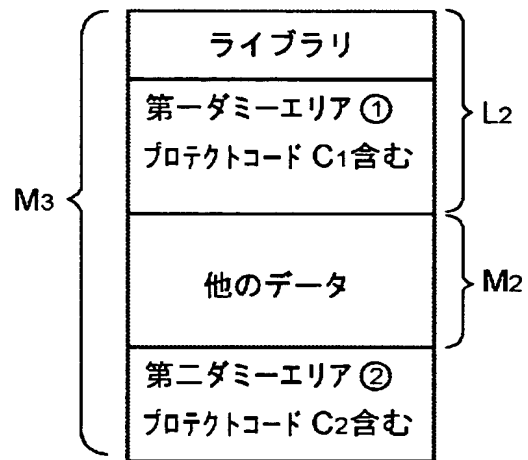 ライブラリ
第一ダミーエリア ①
プロテクトコード C1含む
L2
M3
他のデータ
M2
第二ダミーエリア ②
プロテクトコード C2含む